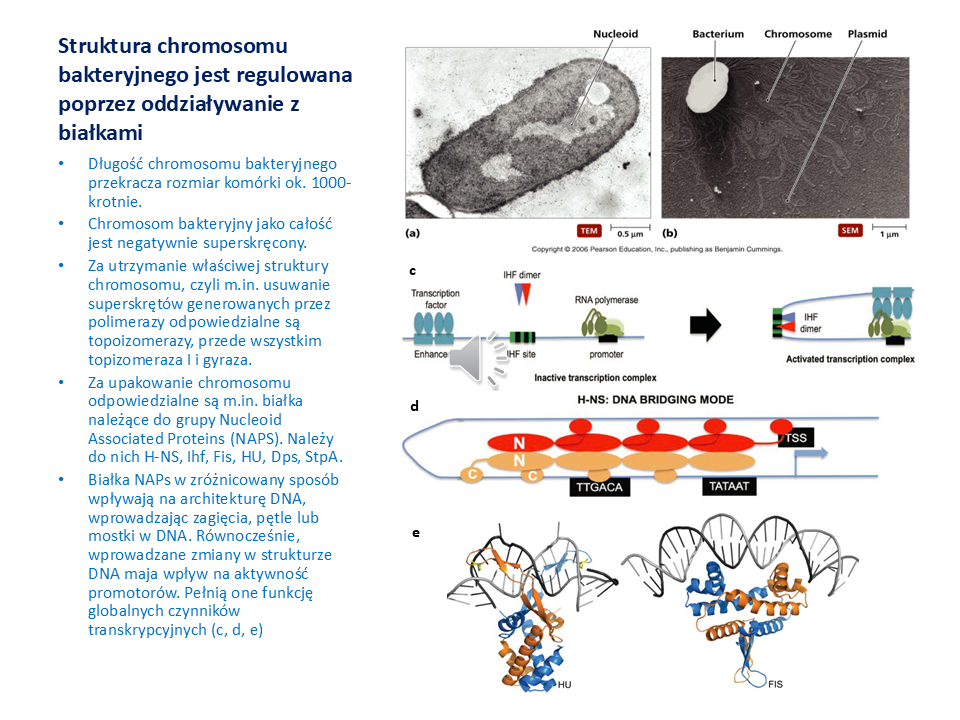 Struktura chromosomu
bakteryjnego jest regulowana
poprzez oddziaływanie z
białkami
• Długość chromosomu bakteryjnego
przekracza rozmiar komórki ok. 1000-
krotnie.
• Chromosom bakteryjny jako całość
jest negatywnie superskręcony.
• Za utrzymanie właściwej struktury
chromosomu, czyli m.in. usuwanie
superskrętów generowanych przez
polimerazy odpowiedzialne są
topoizomerazy, przede wszystkim
topizomeraza I i gyraza.
• Za upakowanie chromosomu
odpowiedzialne są m.in. białka
należące do grupy Nucleoid
Associated Proteins (NAPS). Należy
do nich H-NS, Ihf, Fis, HU, Dps, StpA.
• Białka NAPs w zróżnicowany sposób
wpływają na architekturę DNA,
wprowadzając zagięcia, pętle lub
mostki w DNA. Równocześnie,
wprowadzane zmiany w strukturze
DNA maja wpływ na aktywność
promotorów. Pełnią one funkcję
globalnych czynników
transkrypcyjnych (c, d, e)
Nucleoid
Bacterium Chromosome Plasmid
(a) TEM 0.5 µm (b) SEM 1 µm
Copyright © 2006 Pearson Education, Inc., publishing as Benjamin Cummings.
c
IHF dimer
Transcription
factor
RNA polymerase
IHF
dimer
Enhance
IHF site
promoter
Activated transcription complex
Inactive transcription complex
d
H-NS: DNA BRIDGING MODE
N
TSS
N
C
C
TTGACA
TATAAT
e
HU
FIS